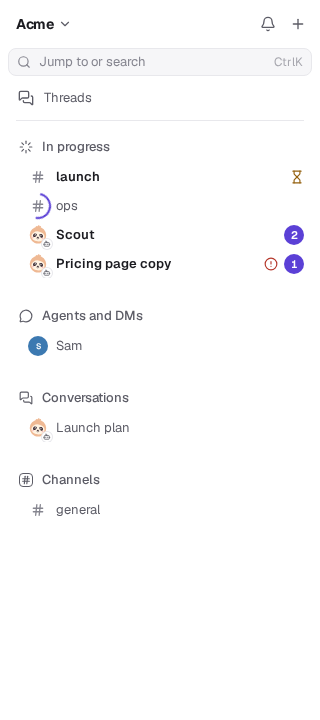 Acme
Jump to or search CtrlK
Threads
In progress
launch
ops
Scout 2
Pricing page copy 1
Agents and DMs
S Sam
Conversations
Launch plan
Channels
general